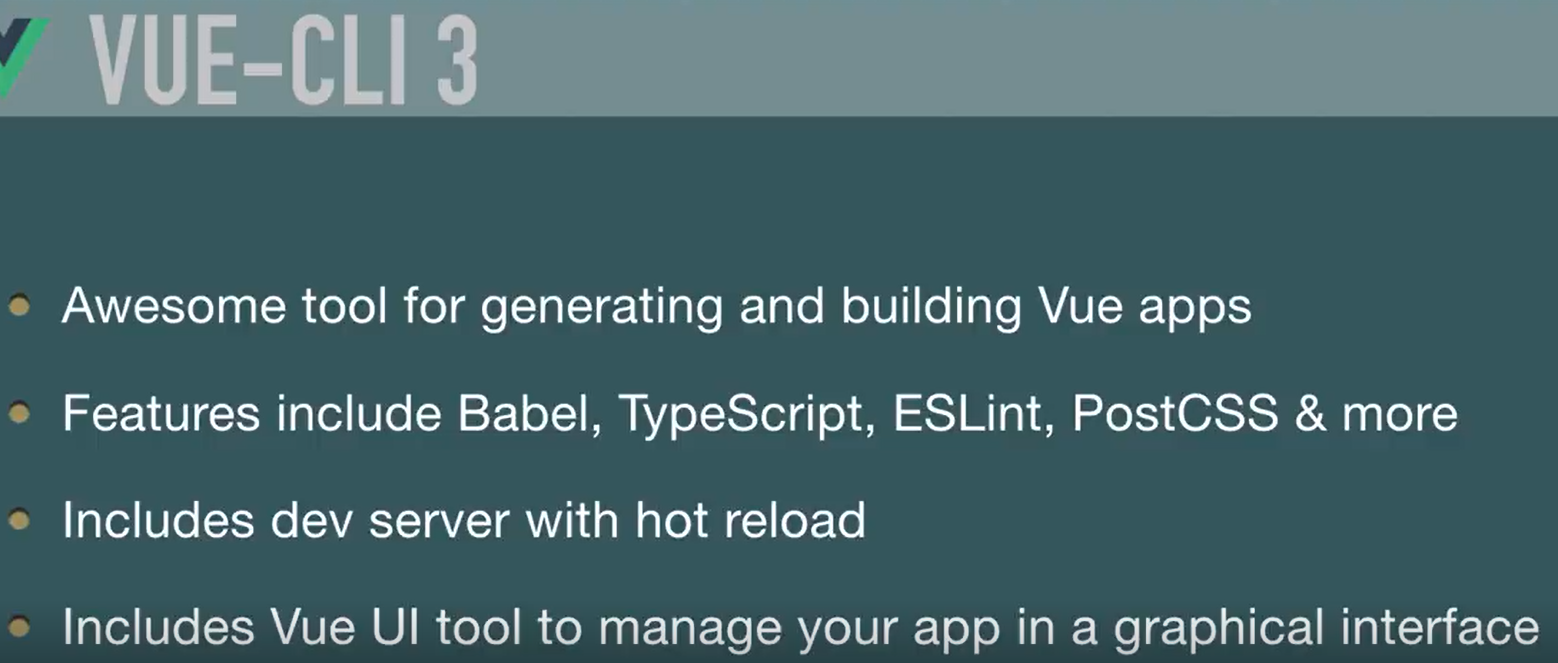 VUE-CLI 3
Awesome tool for generating and building Vue apps
Features include Babel, TypeScript, ESLint, PostCSS & more
Includes dev server with hot reload
Includes Vue UI tool to manage your app in a graphical interface